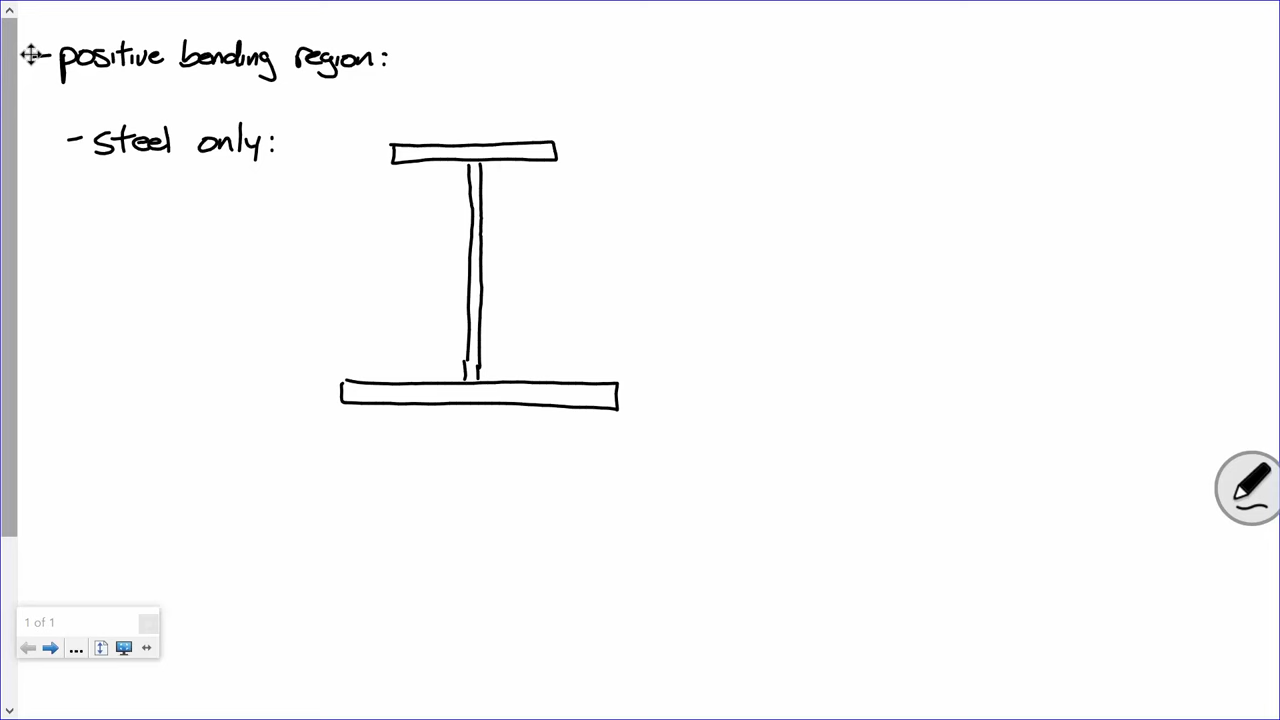 - positive bending region:
- steel only:
1 of 1
...